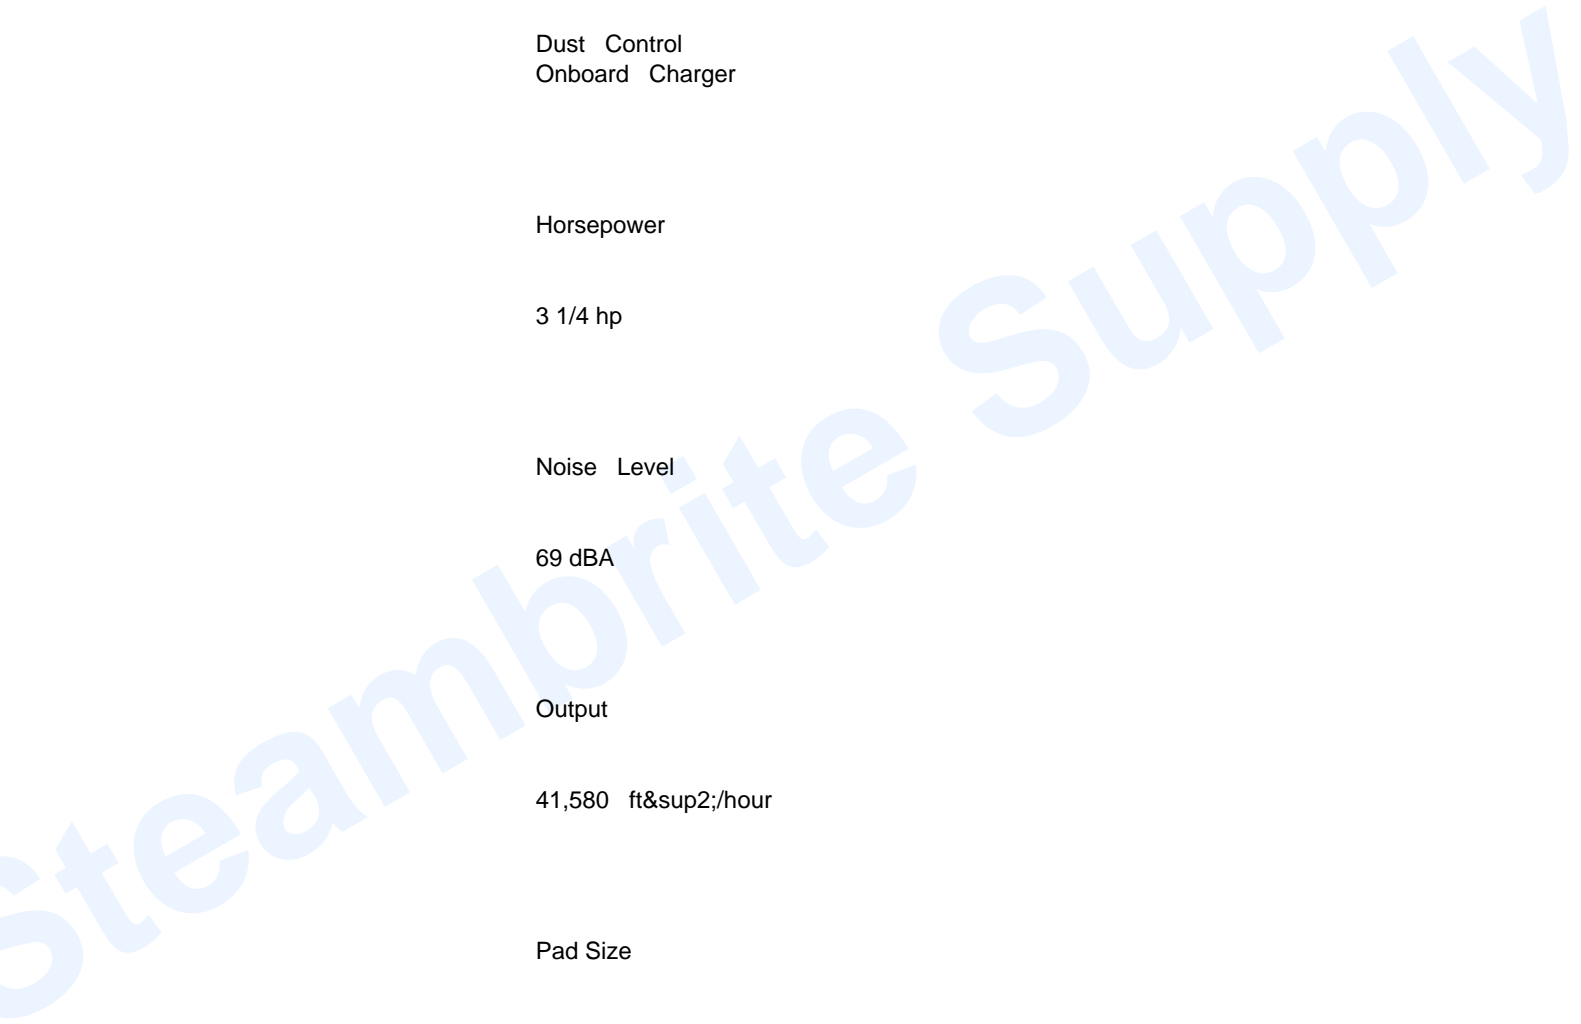 Dust Control
Onboard Charger
Horsepower
3 1/4 hp
Noise Level
69 dBA
Output
41,580 ft&sup2;/hour
Pad Size
Steambrite Supply